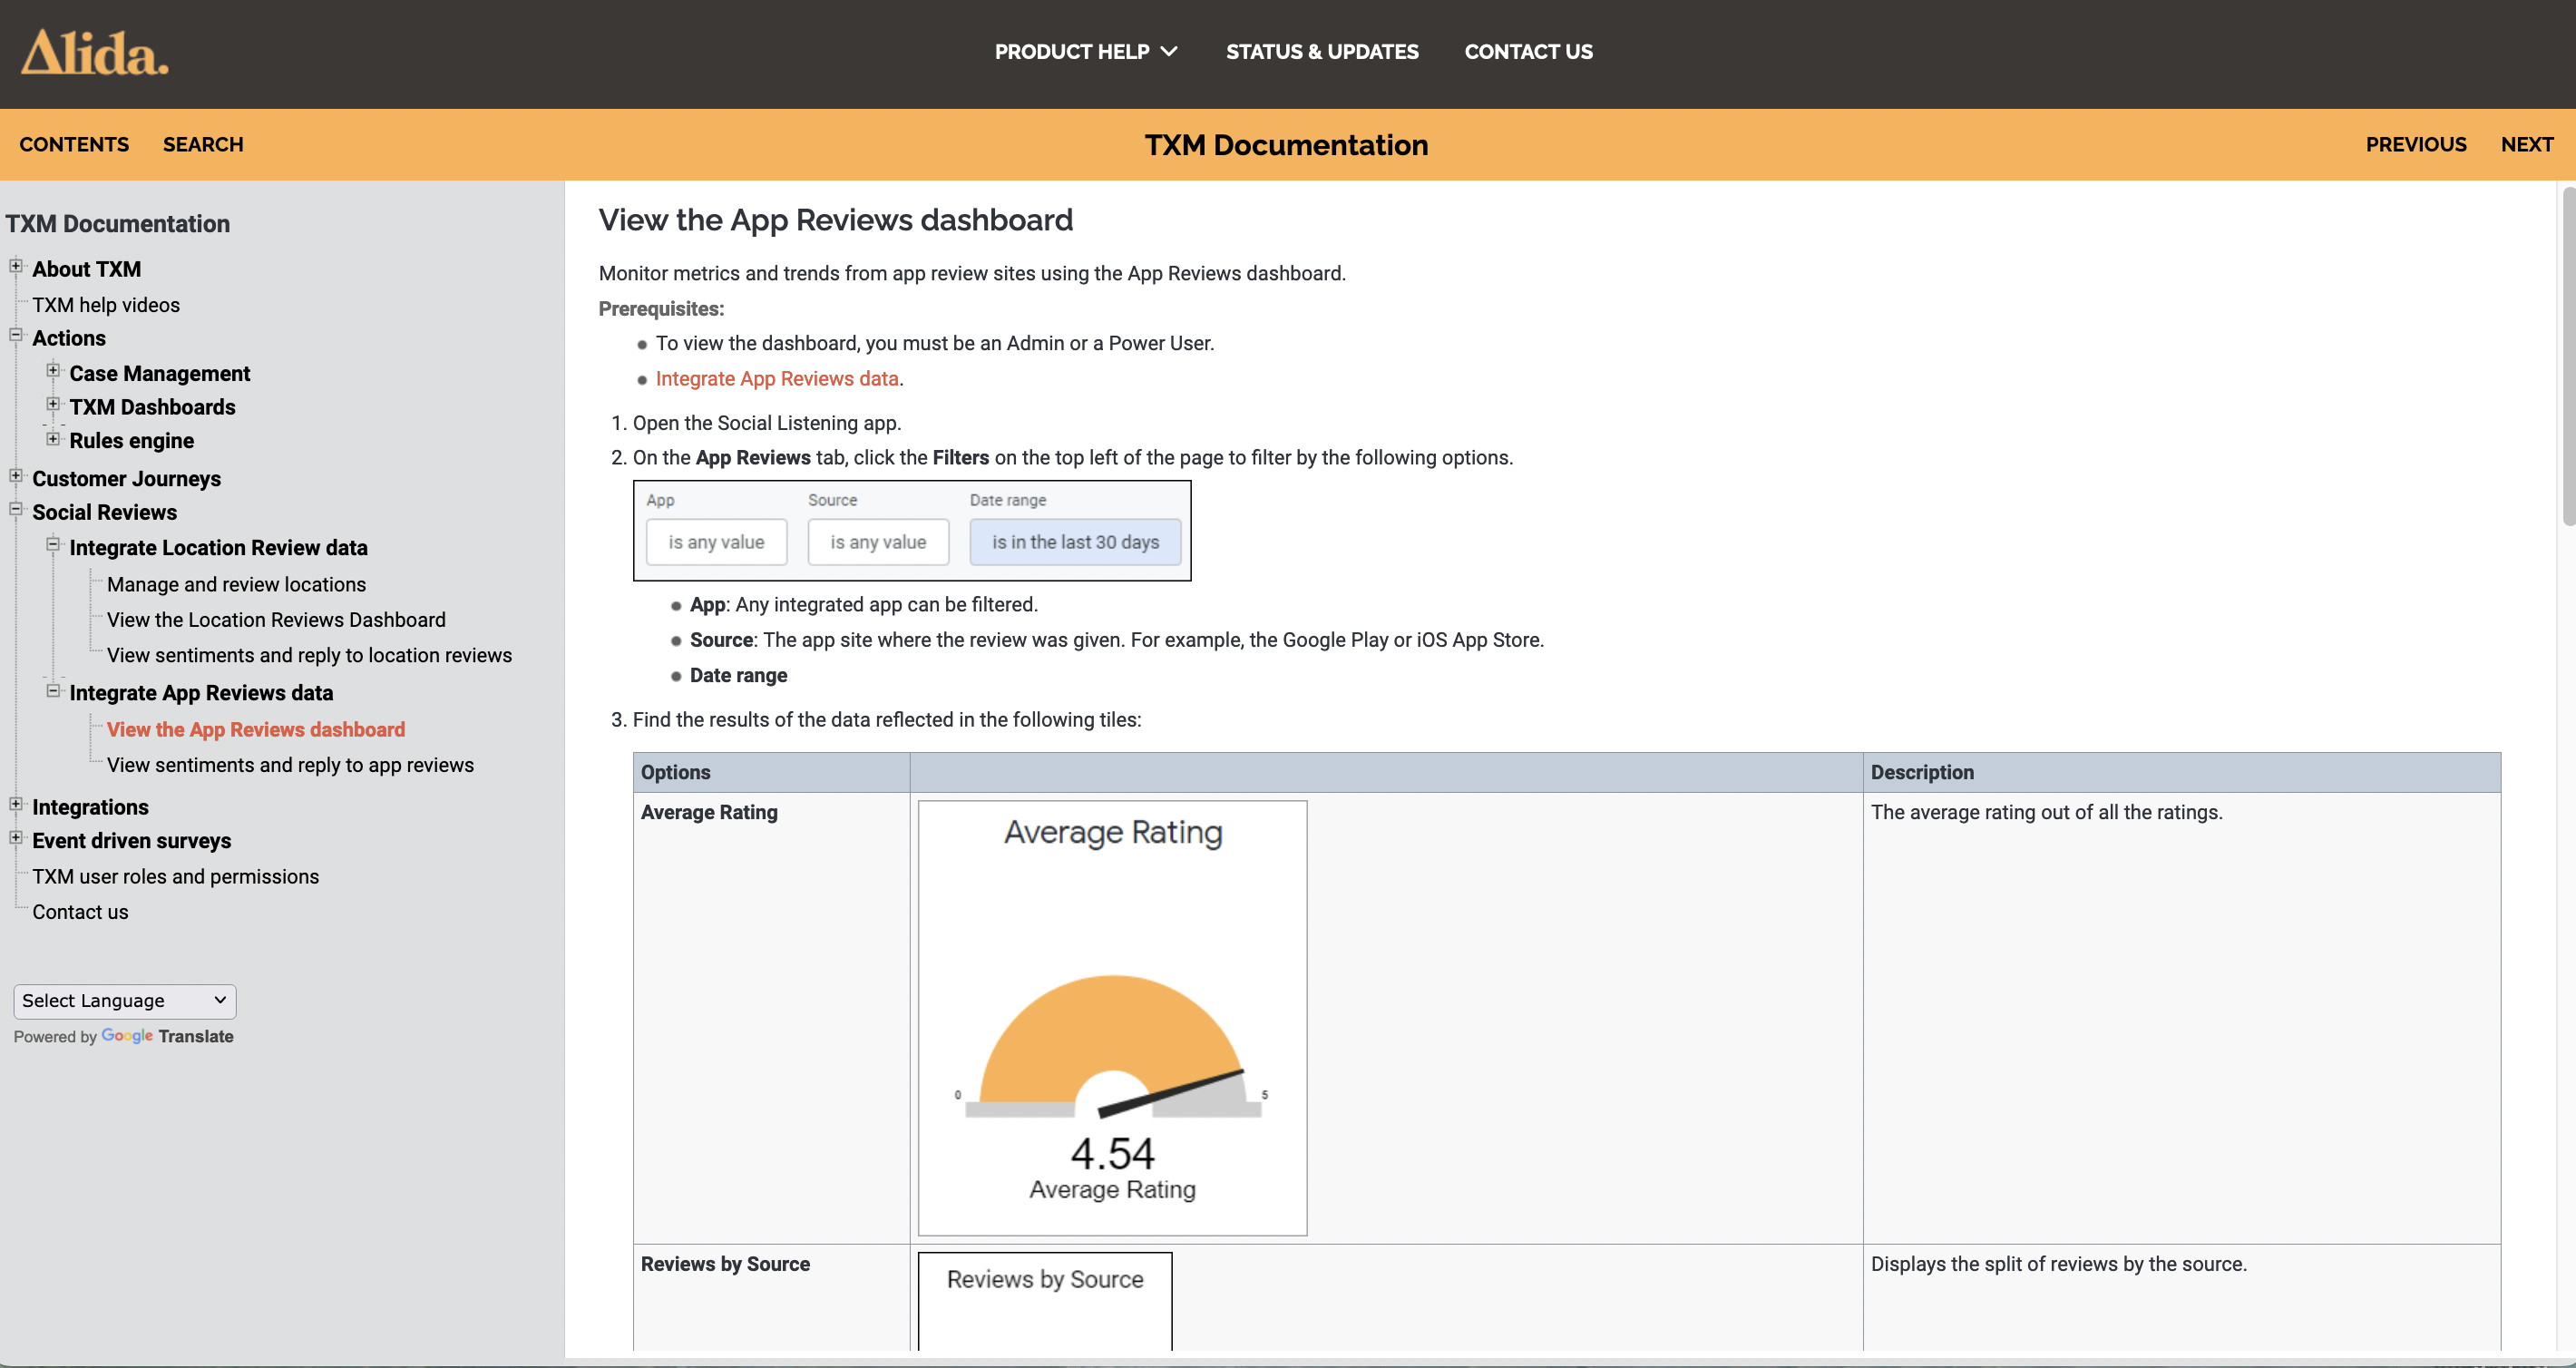 Alida.
PRODUCT HELP
STATUS & UPDATES
CONTACT US
CONTENTS
SEARCH
TXM Documentation
PREVIOUS
NEXT
TXM Documentation
About TXM
TXM help videos
Actions
Case Management
TXM Dashboards
Rules engine
Customer Journeys
Social Reviews
Integrate Location Review data
Manage and review locations
View the Location Reviews Dashboard
View sentiments and reply to location reviews
Integrate App Reviews data
View the App Reviews dashboard
View sentiments and reply to app reviews
Integrations
Event driven surveys
TXM user roles and permissions
Contact us
Select Language
Powered by Google Translate
View the App Reviews dashboard
Monitor metrics and trends from app review sites using the App Reviews dashboard.
Prerequisites:
To view the dashboard, you must be an Admin or a Power User.
Integrate App Reviews data.
1. Open the Social Listening app.
2. On the App Reviews tab, click the Filters on the top left of the page to filter by the following options.
App
Source
Date range
is any value
is any value
is in the last 30 days
App: Any integrated app can be filtered.
Source: The app site where the review was given. For example, the Google Play or iOS App Store.
Date range
3. Find the results of the data reflected in the following tiles:
Options
Description
Average Rating
Average Rating
0
5
4.54
Average Rating
The average rating out of all the ratings.
Reviews by Source
Reviews by Source
Displays the split of reviews by the source.